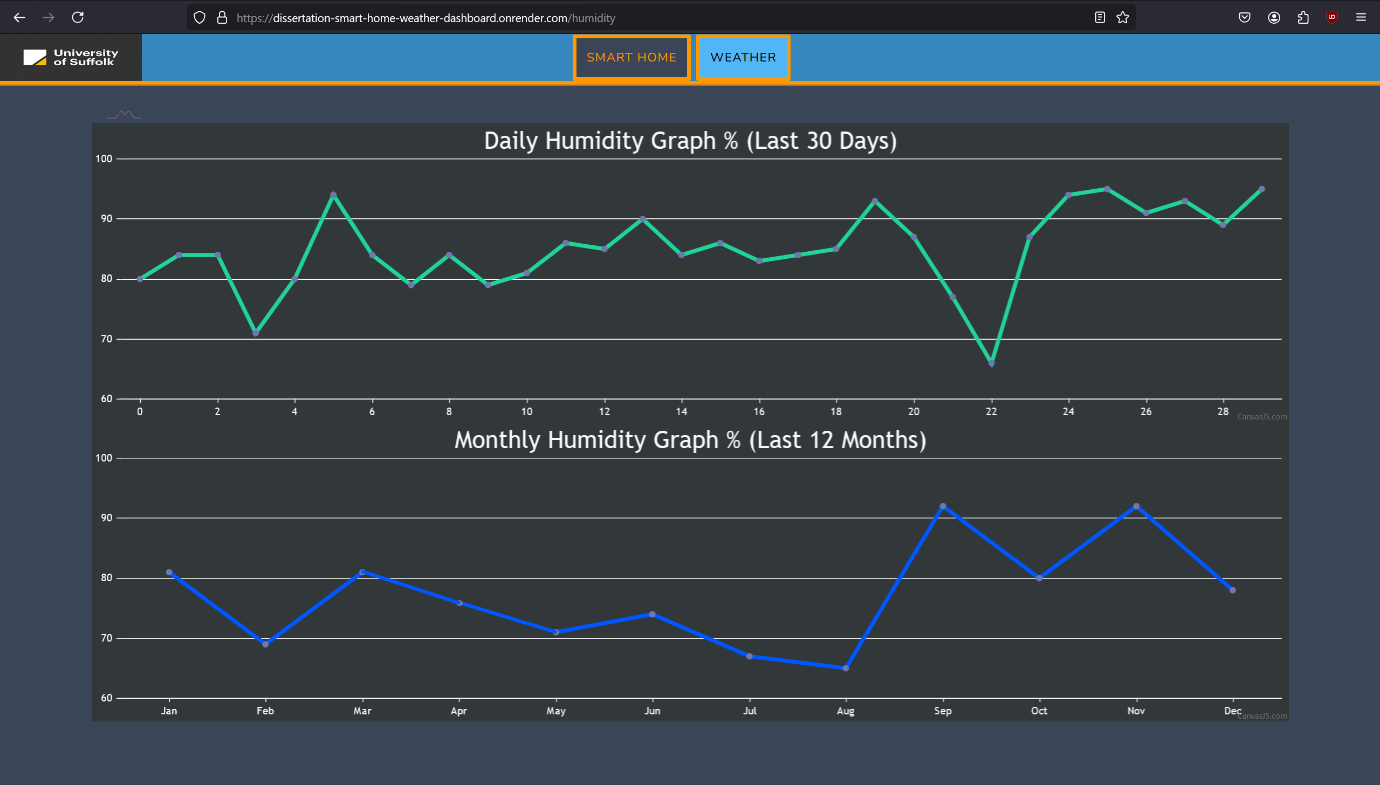 https://dissertation-smart-home-weather-dashboard.onrender.com/humidity
University
of Suffolk
SMART HOME
WEATHER
Daily Humidity Graph % (Last 30 Days)
100
90
80
70
60
0 2 4 6 8 10 12 14 16 18 20 22 24 26 28
CanvasJS.com
Monthly Humidity Graph % (Last 12 Months)
100
90
80
70
60
Jan Feb Mar Apr May Jun Jul Aug Sep Oct Nov Dec
CanvasJS.com